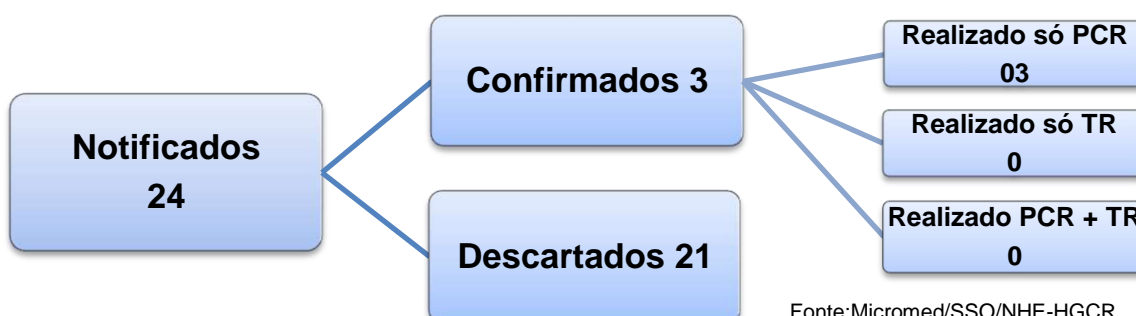 Notificados
24
Confirmados 3
Descartados 21
Realizado só PCR
03
Realizado só TR
0
Realizado PCR + TR
0
Fonte:Micromed/SSO/NHE-HGCR